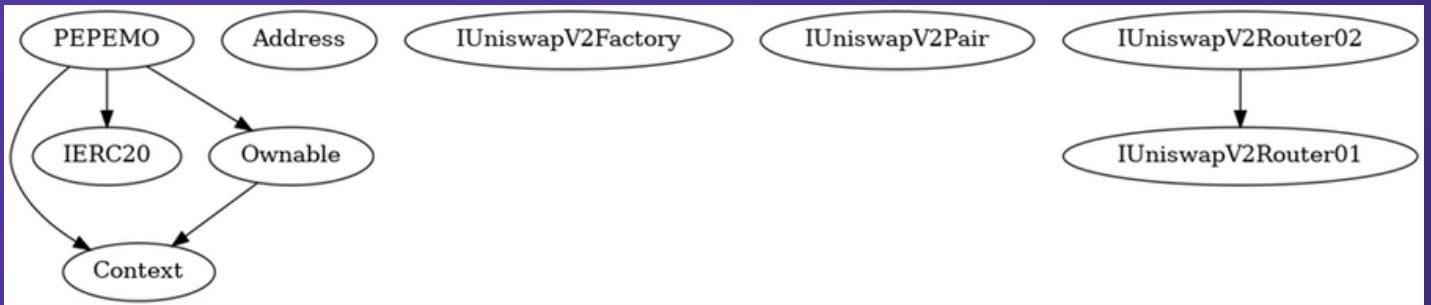 PEPEMO
Address
IUniswapV2Factory
IUniswapV2Pair
IUniswapV2Router02
IERC20
Ownable
IUniswapV2Router01
Context